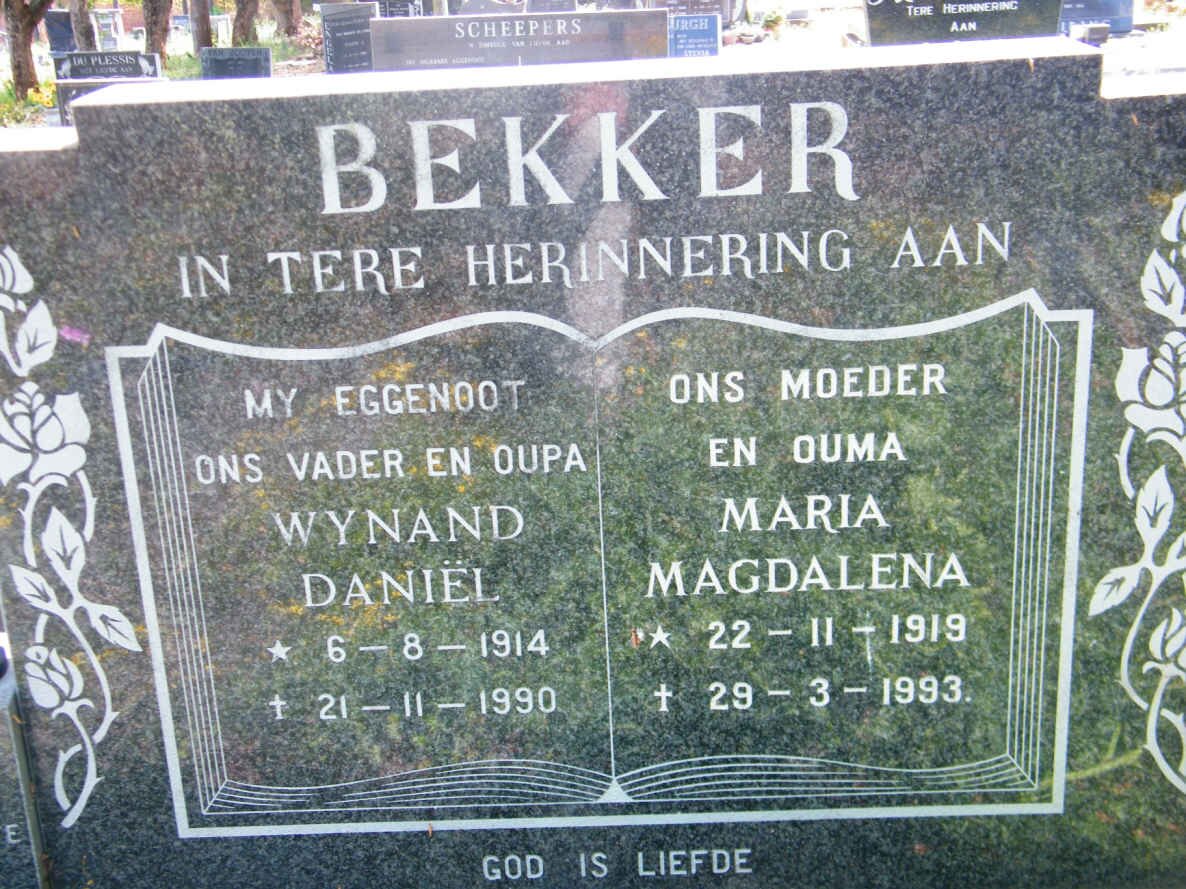 SCHEEPERS
DU PLESSIS
TERE HERINNERING
AAN
BEKKER
IN TERE HERINNERING AAN
MY EGGENOOT
ONS VADER EN OUPA
WYNAND
DANIËL
★ 6 – 8 – 1914
✝ 21 – 11 – 1990
ONS MOEDER
EN OUMA
MARIA
MAGDALENA
★ 22 – 11 – 1919
✝ 29 – 3 – 1993.
GOD IS LIEFDE